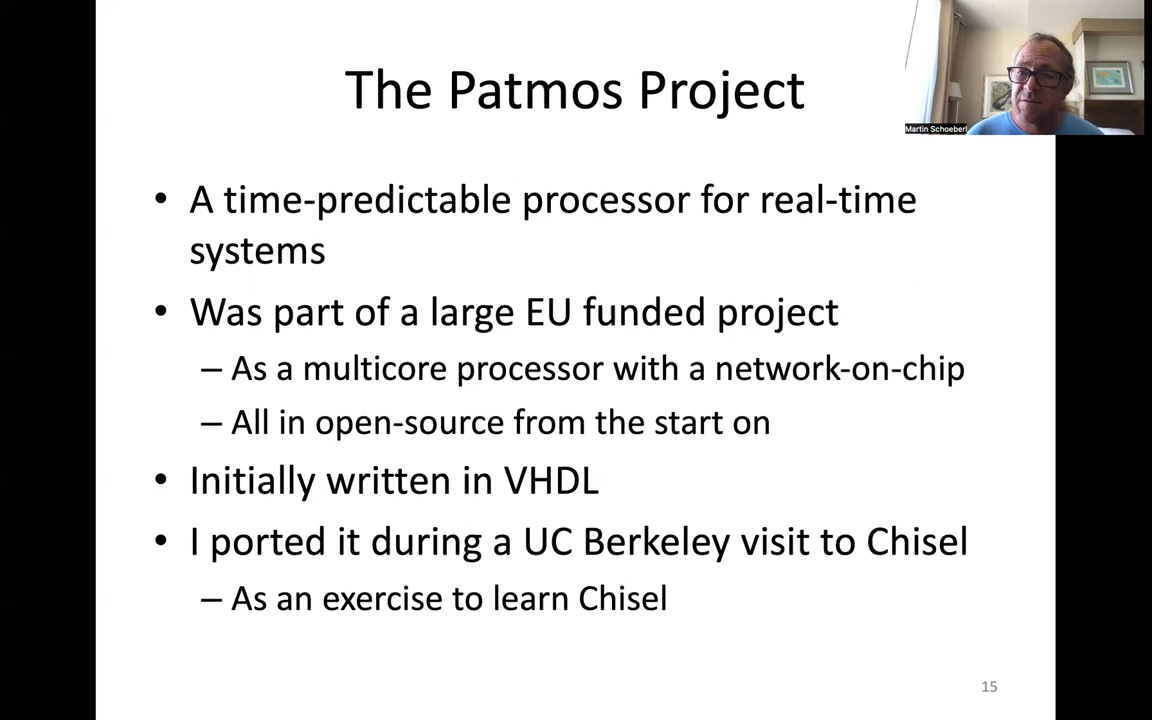 The Patmos Project
Martin Schoeberl
• A time-predictable processor for real-time
systems
• Was part of a large EU funded project
– As a multicore processor with a network-on-chip
– All in open-source from the start on
• Initially written in VHDL
• I ported it during a UC Berkeley visit to Chisel
– As an exercise to learn Chisel
15